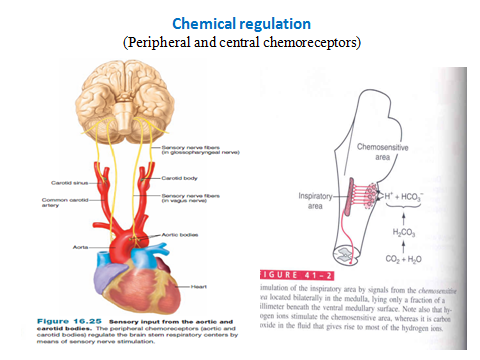 Chemical regulation
(Peripheral and central chemoreceptors)
Sensory nerve fibers
(in glossopharyngeal nerve)
Carotid sinus
Carotid body
Common carotid
artery
Sensory nerve fibers
(in vagus nerve)
Aortic bodies
Aorta
Heart
Figure 16.25 Sensory input from the aortic and
carotid bodies. The peripheral chemoreceptors (aortic and
carotid bodies) regulate the brain stem respiratory centers by
means of sensory nerve stimulation.
Chemosensitive
area
Inspiratory
area
H⁺ + HCO₃⁻
H₂CO₃
CO₂ + H₂O
IGURE 41-2
imulation of the inspiratory area by signals from the chemosensitive
ea located bilaterally in the medulla, lying only a fraction of a
illimeter beneath the ventral medullary surface. Note also that hy-
ogen ions stimulate the chemosensitive area, whereas it is carbon
oxide in the fluid that gives rise to most of the hydrogen ions.